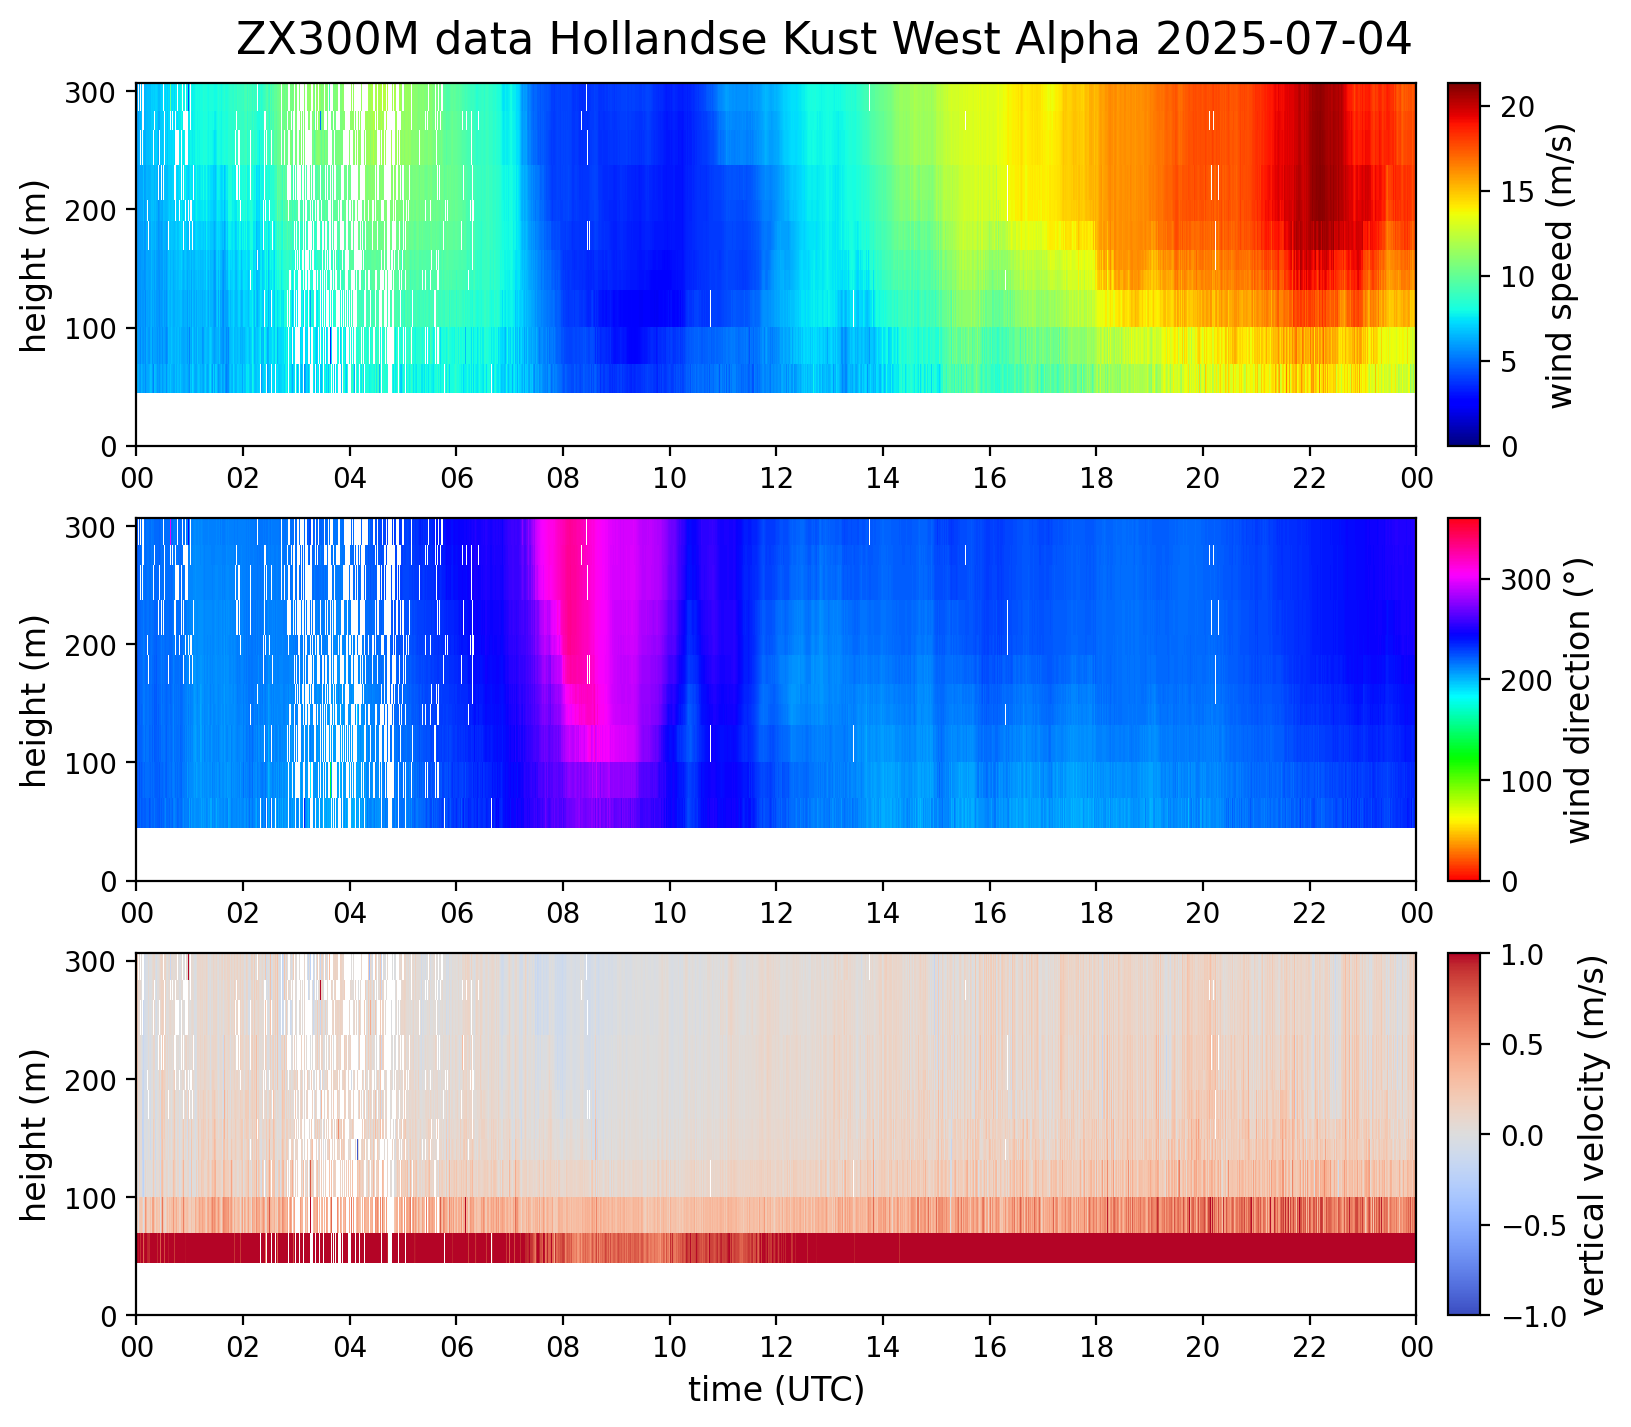 ZX300M data Hollandse Kust West Alpha 2025-07-04
height (m)
300
200
100
0
00 02 04 06 08 10 12 14 16 18 20 22 00
20
15
10
5
0
wind speed (m/s)
height (m)
300
200
100
0
00 02 04 06 08 10 12 14 16 18 20 22 00
300
200
100
0
wind direction (°)
height (m)
300
200
100
0
00 02 04 06 08 10 12 14 16 18 20 22 00
time (UTC)
1.0
0.5
0.0
−0.5
−1.0
vertical velocity (m/s)